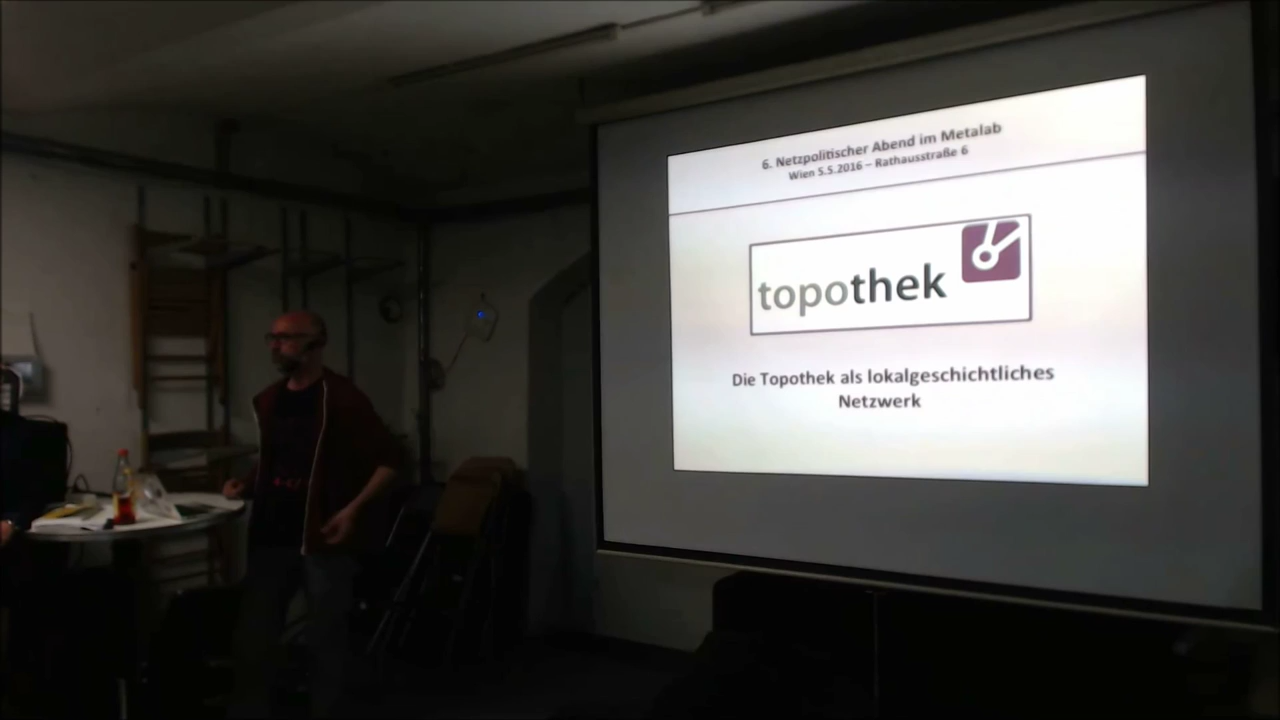 6. Netzpolitischer Abend im Metalab
Wien 5.5.2016 – Rathausstraße 6
topothek
Die Topothek als lokalgeschichtliches
Netzwerk